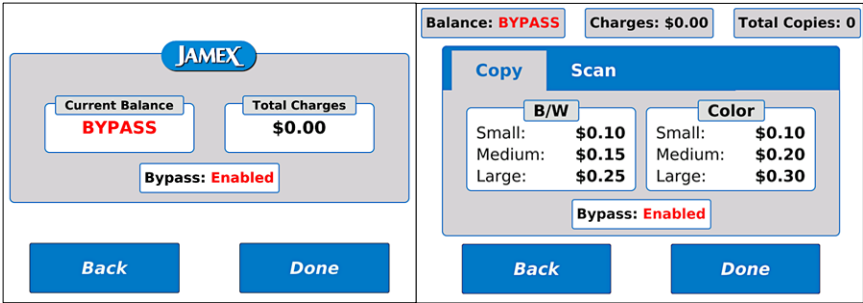 JAMEX
Current Balance
BYPASS
Total Charges
$0.00
Bypass: Enabled
Back
Done
Balance: BYPASS
Charges: $0.00
Total Copies: 0
Copy
Scan
B/W
Small: $0.10
Medium: $0.15
Large: $0.25
Color
Small: $0.10
Medium: $0.20
Large: $0.30
Bypass: Enabled
Back
Done